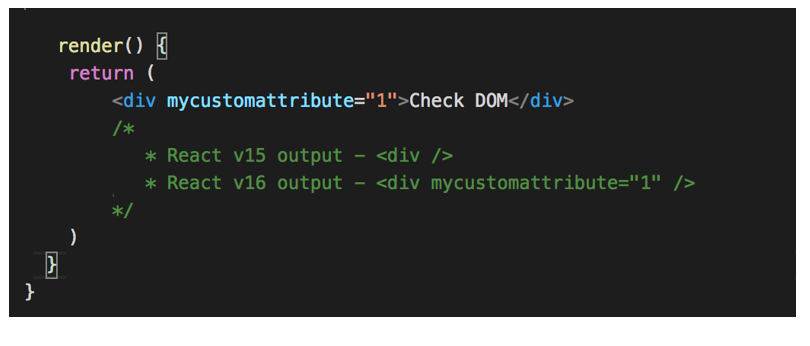 render() {
return (
<div mycustomattribute="1">Check DOM</div>
/*
* React v15 output – <div />
* React v16 output – <div mycustomattribute="1" />
*/
)
}
}